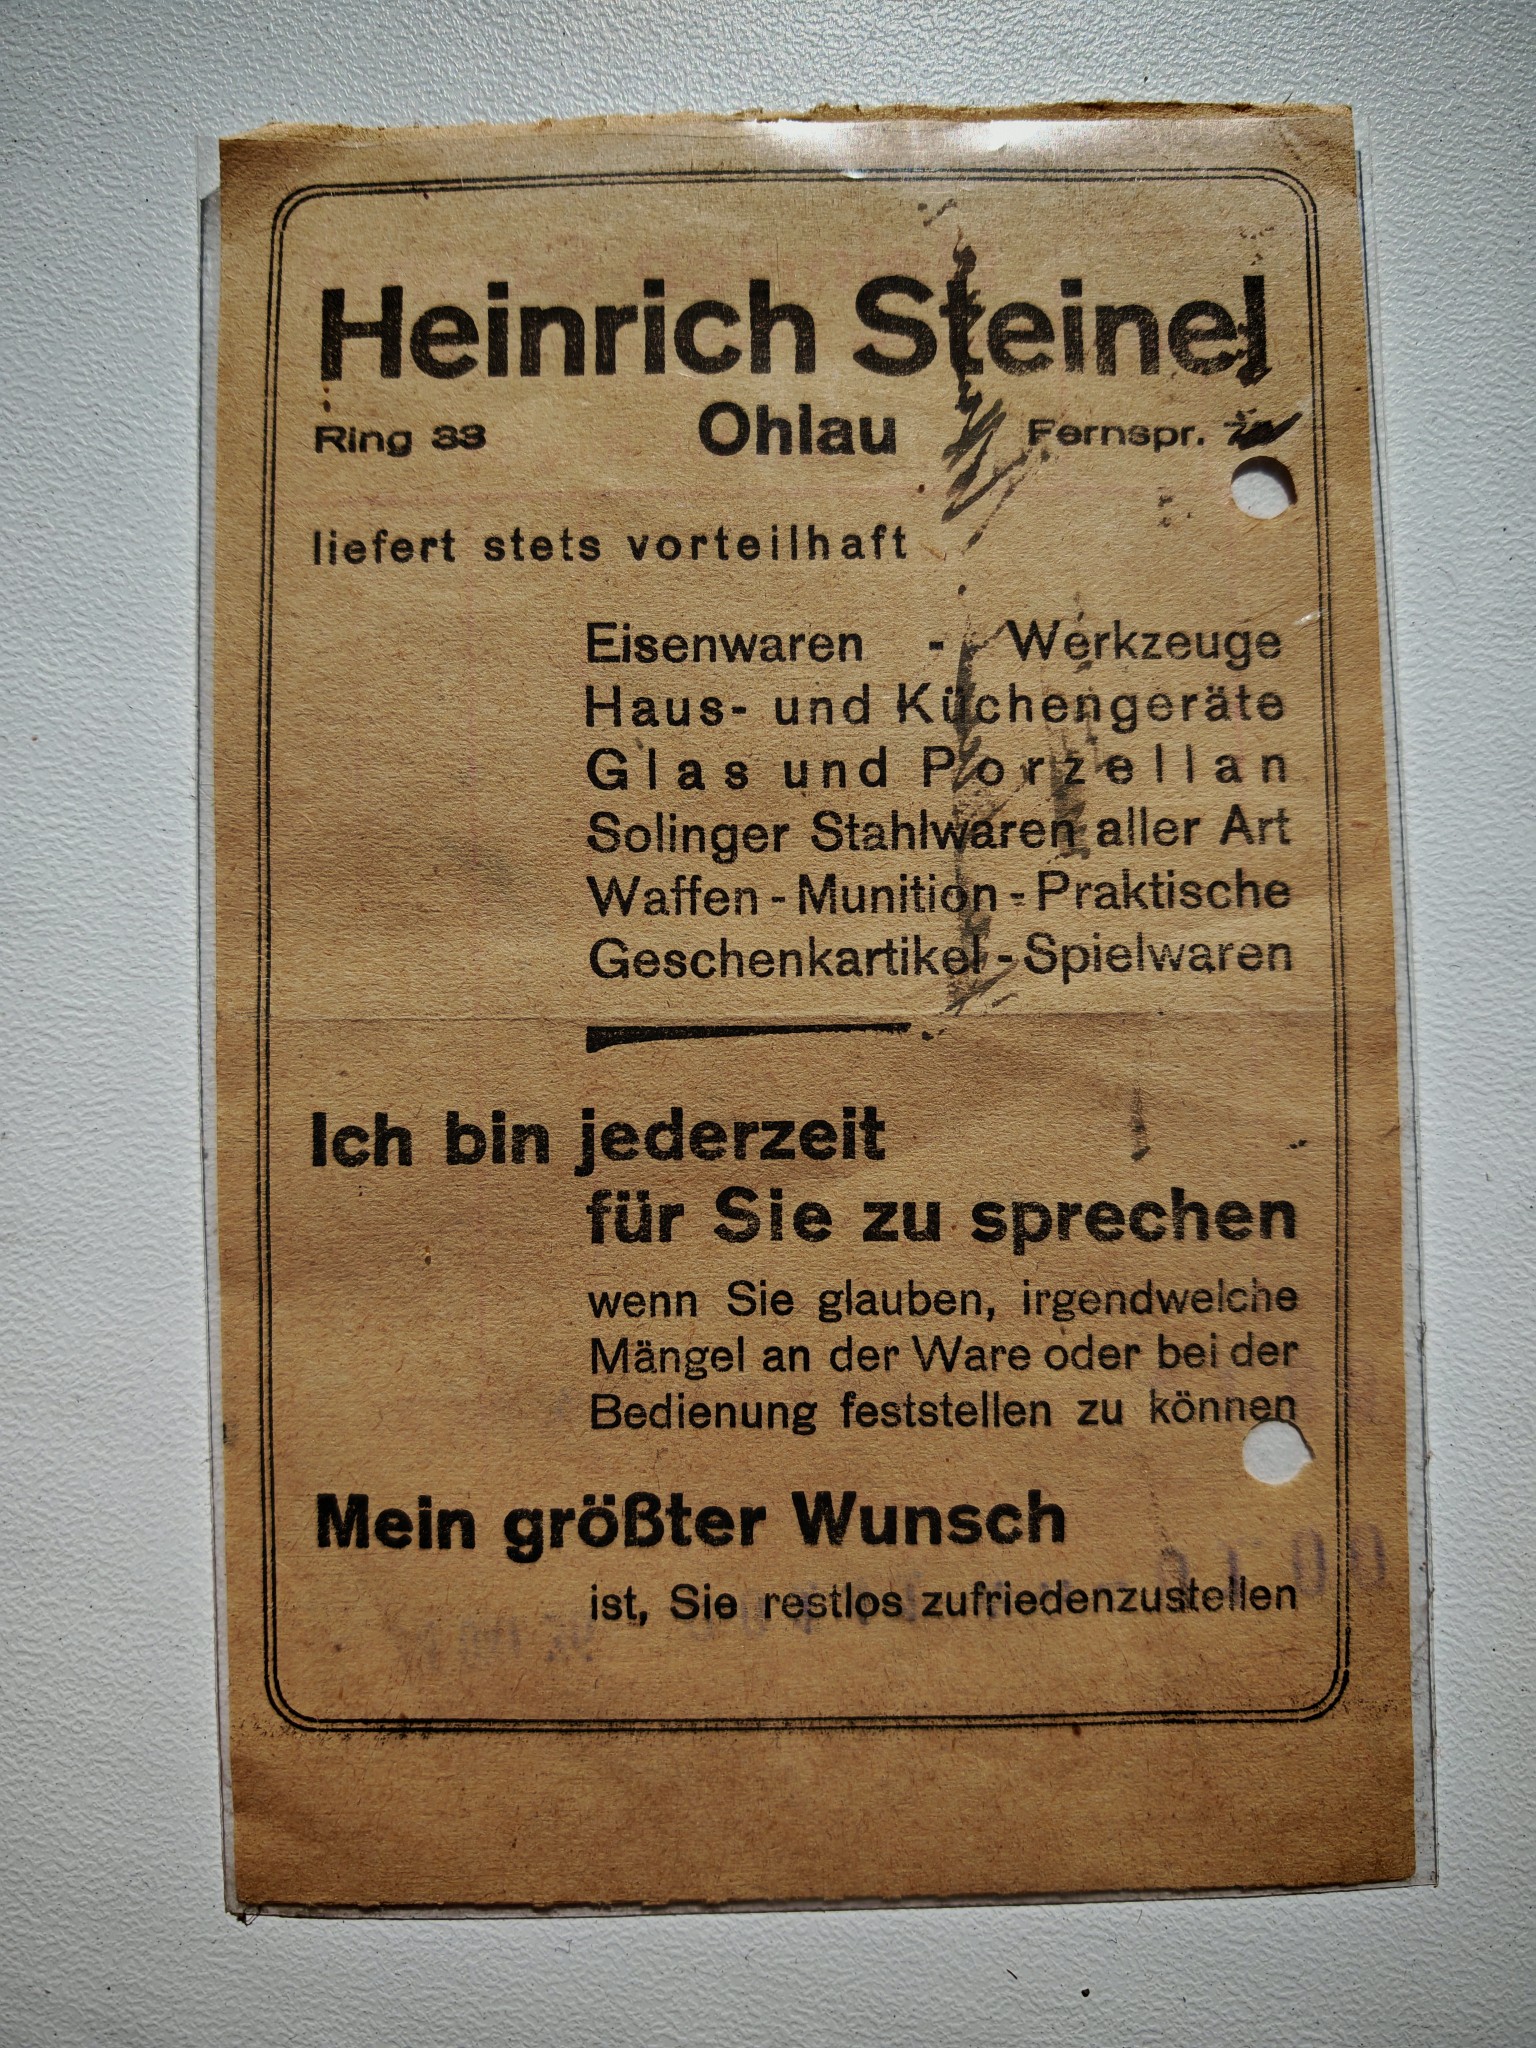 Heinrich Steinel
Ring 33 Ohlau Fernspr.
liefert stets vorteilhaft
Eisenwaren - Werkzeuge
Haus- und Küchengeräte
Glas und Porzellan
Solinger Stahlwaren aller Art
Waffen - Munition - Praktische
Geschenkartikel - Spielwaren
Ich bin jederzeit
für Sie zu sprechen
wenn Sie glauben, irgendwelche
Mängel an der Ware oder bei der
Bedienung feststellen zu können
Mein größter Wunsch
ist, Sie restlos zufriedenzustellen